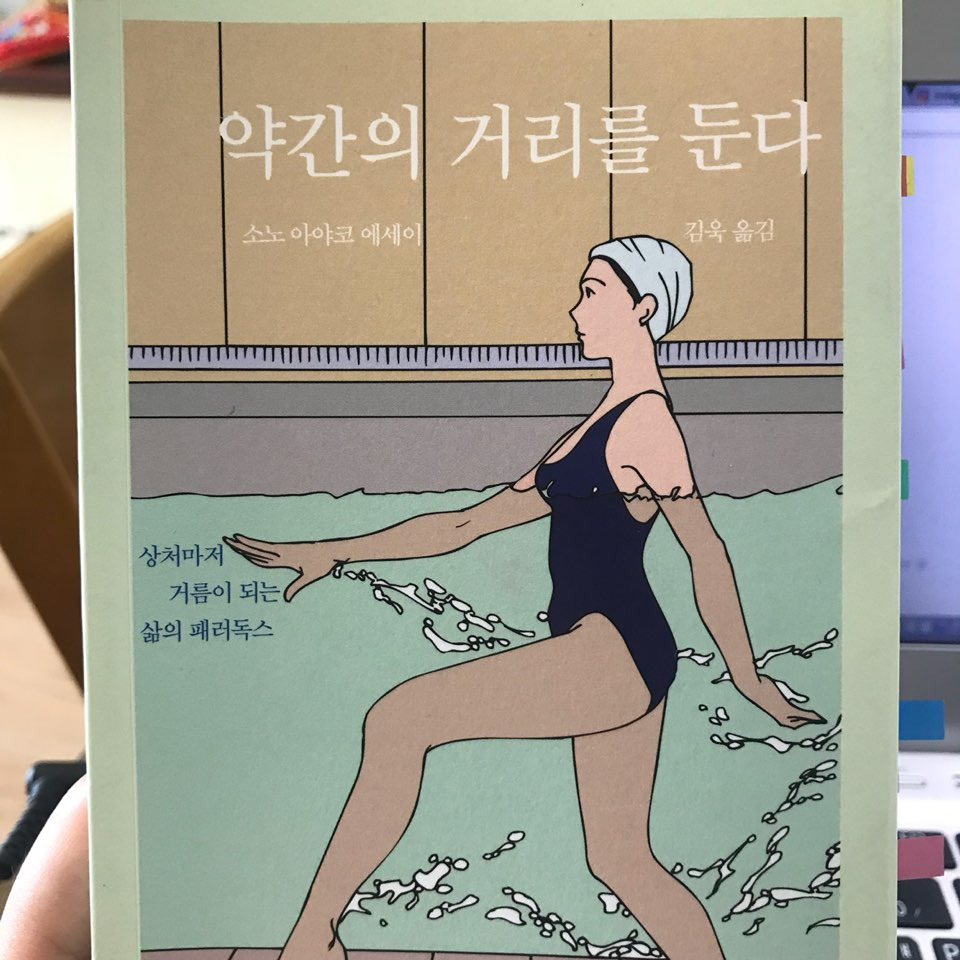 약간의 거리를 둔다
소노 아야코 에세이
김욱 옮김
상처마저
거름이 되는
삶의 패러독스